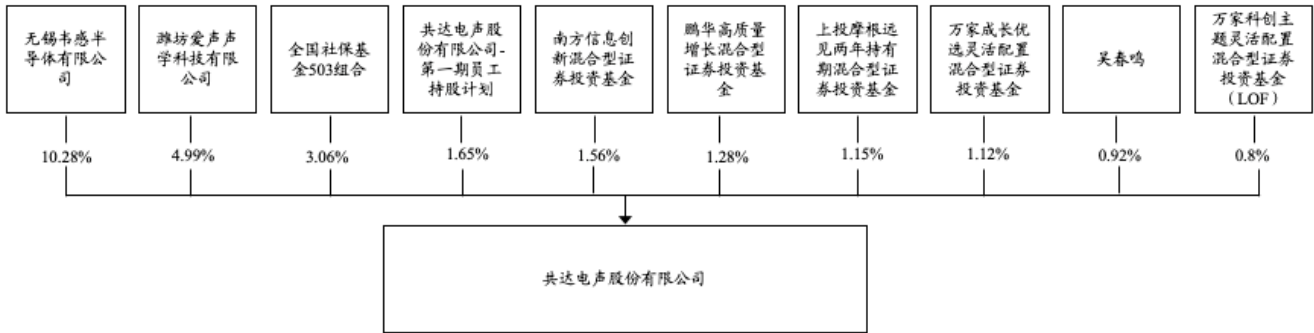 无锡韦感半
导体有限公
司
潍坊爱声声
学科技有限
公司
全国社保基
金503组合
共达电声股
份有限公司-
第一期员工
持股计划
南方信息创
新混合型证
券投资基金
鹏华高质量
增长混合型
证券投资基
金
上投摩根远
见两年持有
期混合型证
券投资基金
万家成长优
选灵活配置
混合型证券
投资基金
吴春鸣
万家科创主
题灵活配置
混合型证券
投资基金
（LOF）
10.28%
4.99%
3.06%
1.65%
1.56%
1.28%
1.15%
1.12%
0.92%
0.8%
共达电声股份有限公司